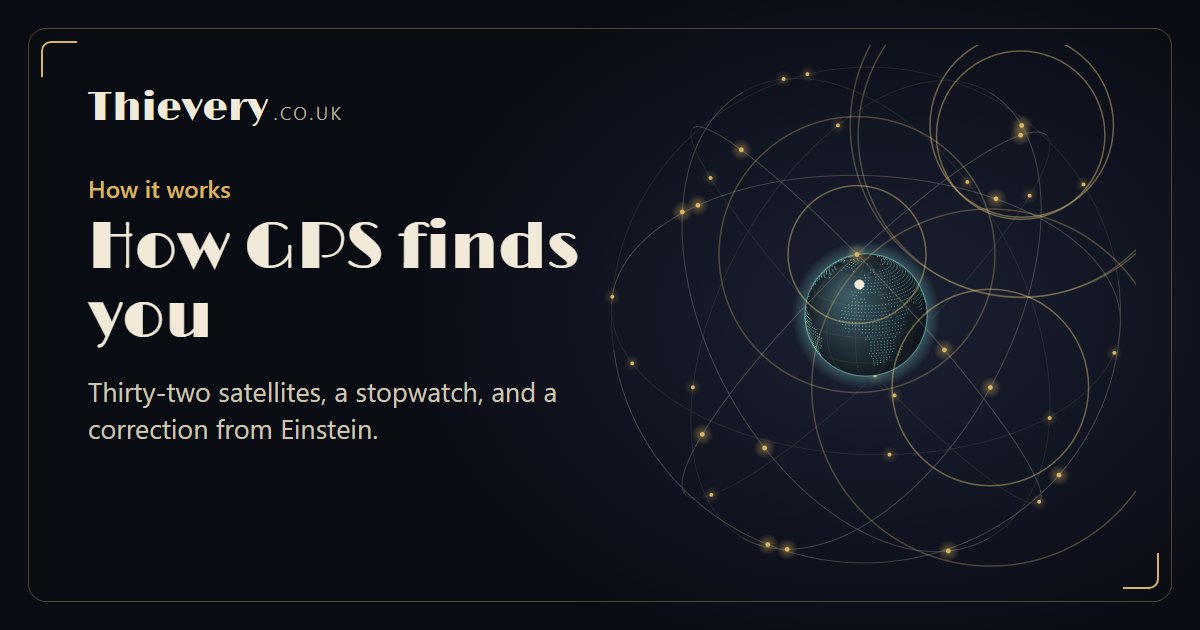 Thievery.CO.UK
How it works
How GPS finds
you
Thirty-two satellites, a stopwatch, and a
correction from Einstein.